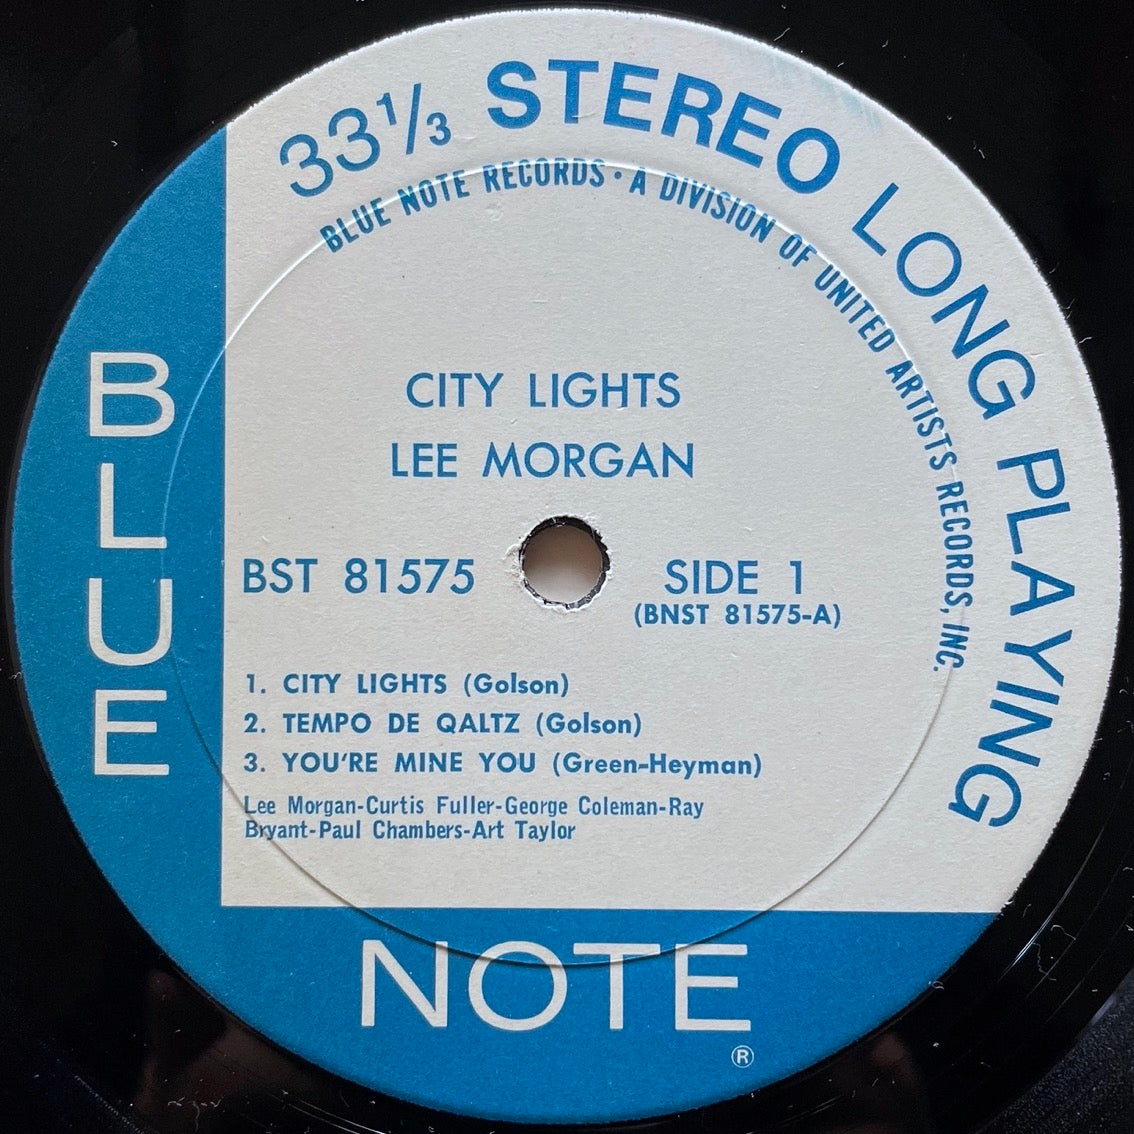 33⅓ STEREO LONG PLAYING
BLUE NOTE RECORDS • A DIVISION OF UNITED ARTISTS RECORDS, INC.
CITY LIGHTS
LEE MORGAN
BST 81575
SIDE 1
(BNST 81575-A)
1. CITY LIGHTS (Golson)
2. TEMPO DE QALTZ (Golson)
3. YOU'RE MINE YOU (Green-Heyman)
Lee Morgan-Curtis Fuller-George Coleman-Ray
Bryant-Paul Chambers-Art Taylor
BLUE
NOTE
®